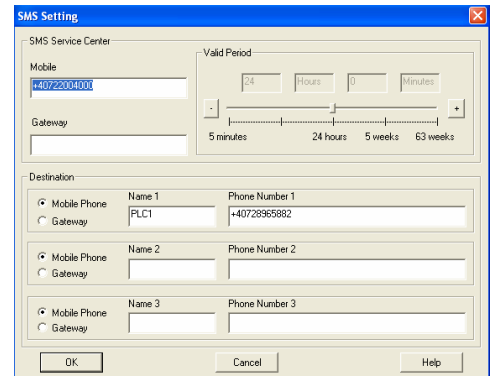 SMS Setting
SMS Service Center
Mobile
+40722004000
Gateway
Valid Period
24 Hours 0 Minutes
- +
5 minutes 24 hours 5 weeks 63 weeks
Destination
Mobile Phone
Gateway
Name 1 Phone Number 1
PLC1 +40728965882
Mobile Phone
Gateway
Name 2 Phone Number 2
Mobile Phone
Gateway
Name 3 Phone Number 3
OK Cancel Help